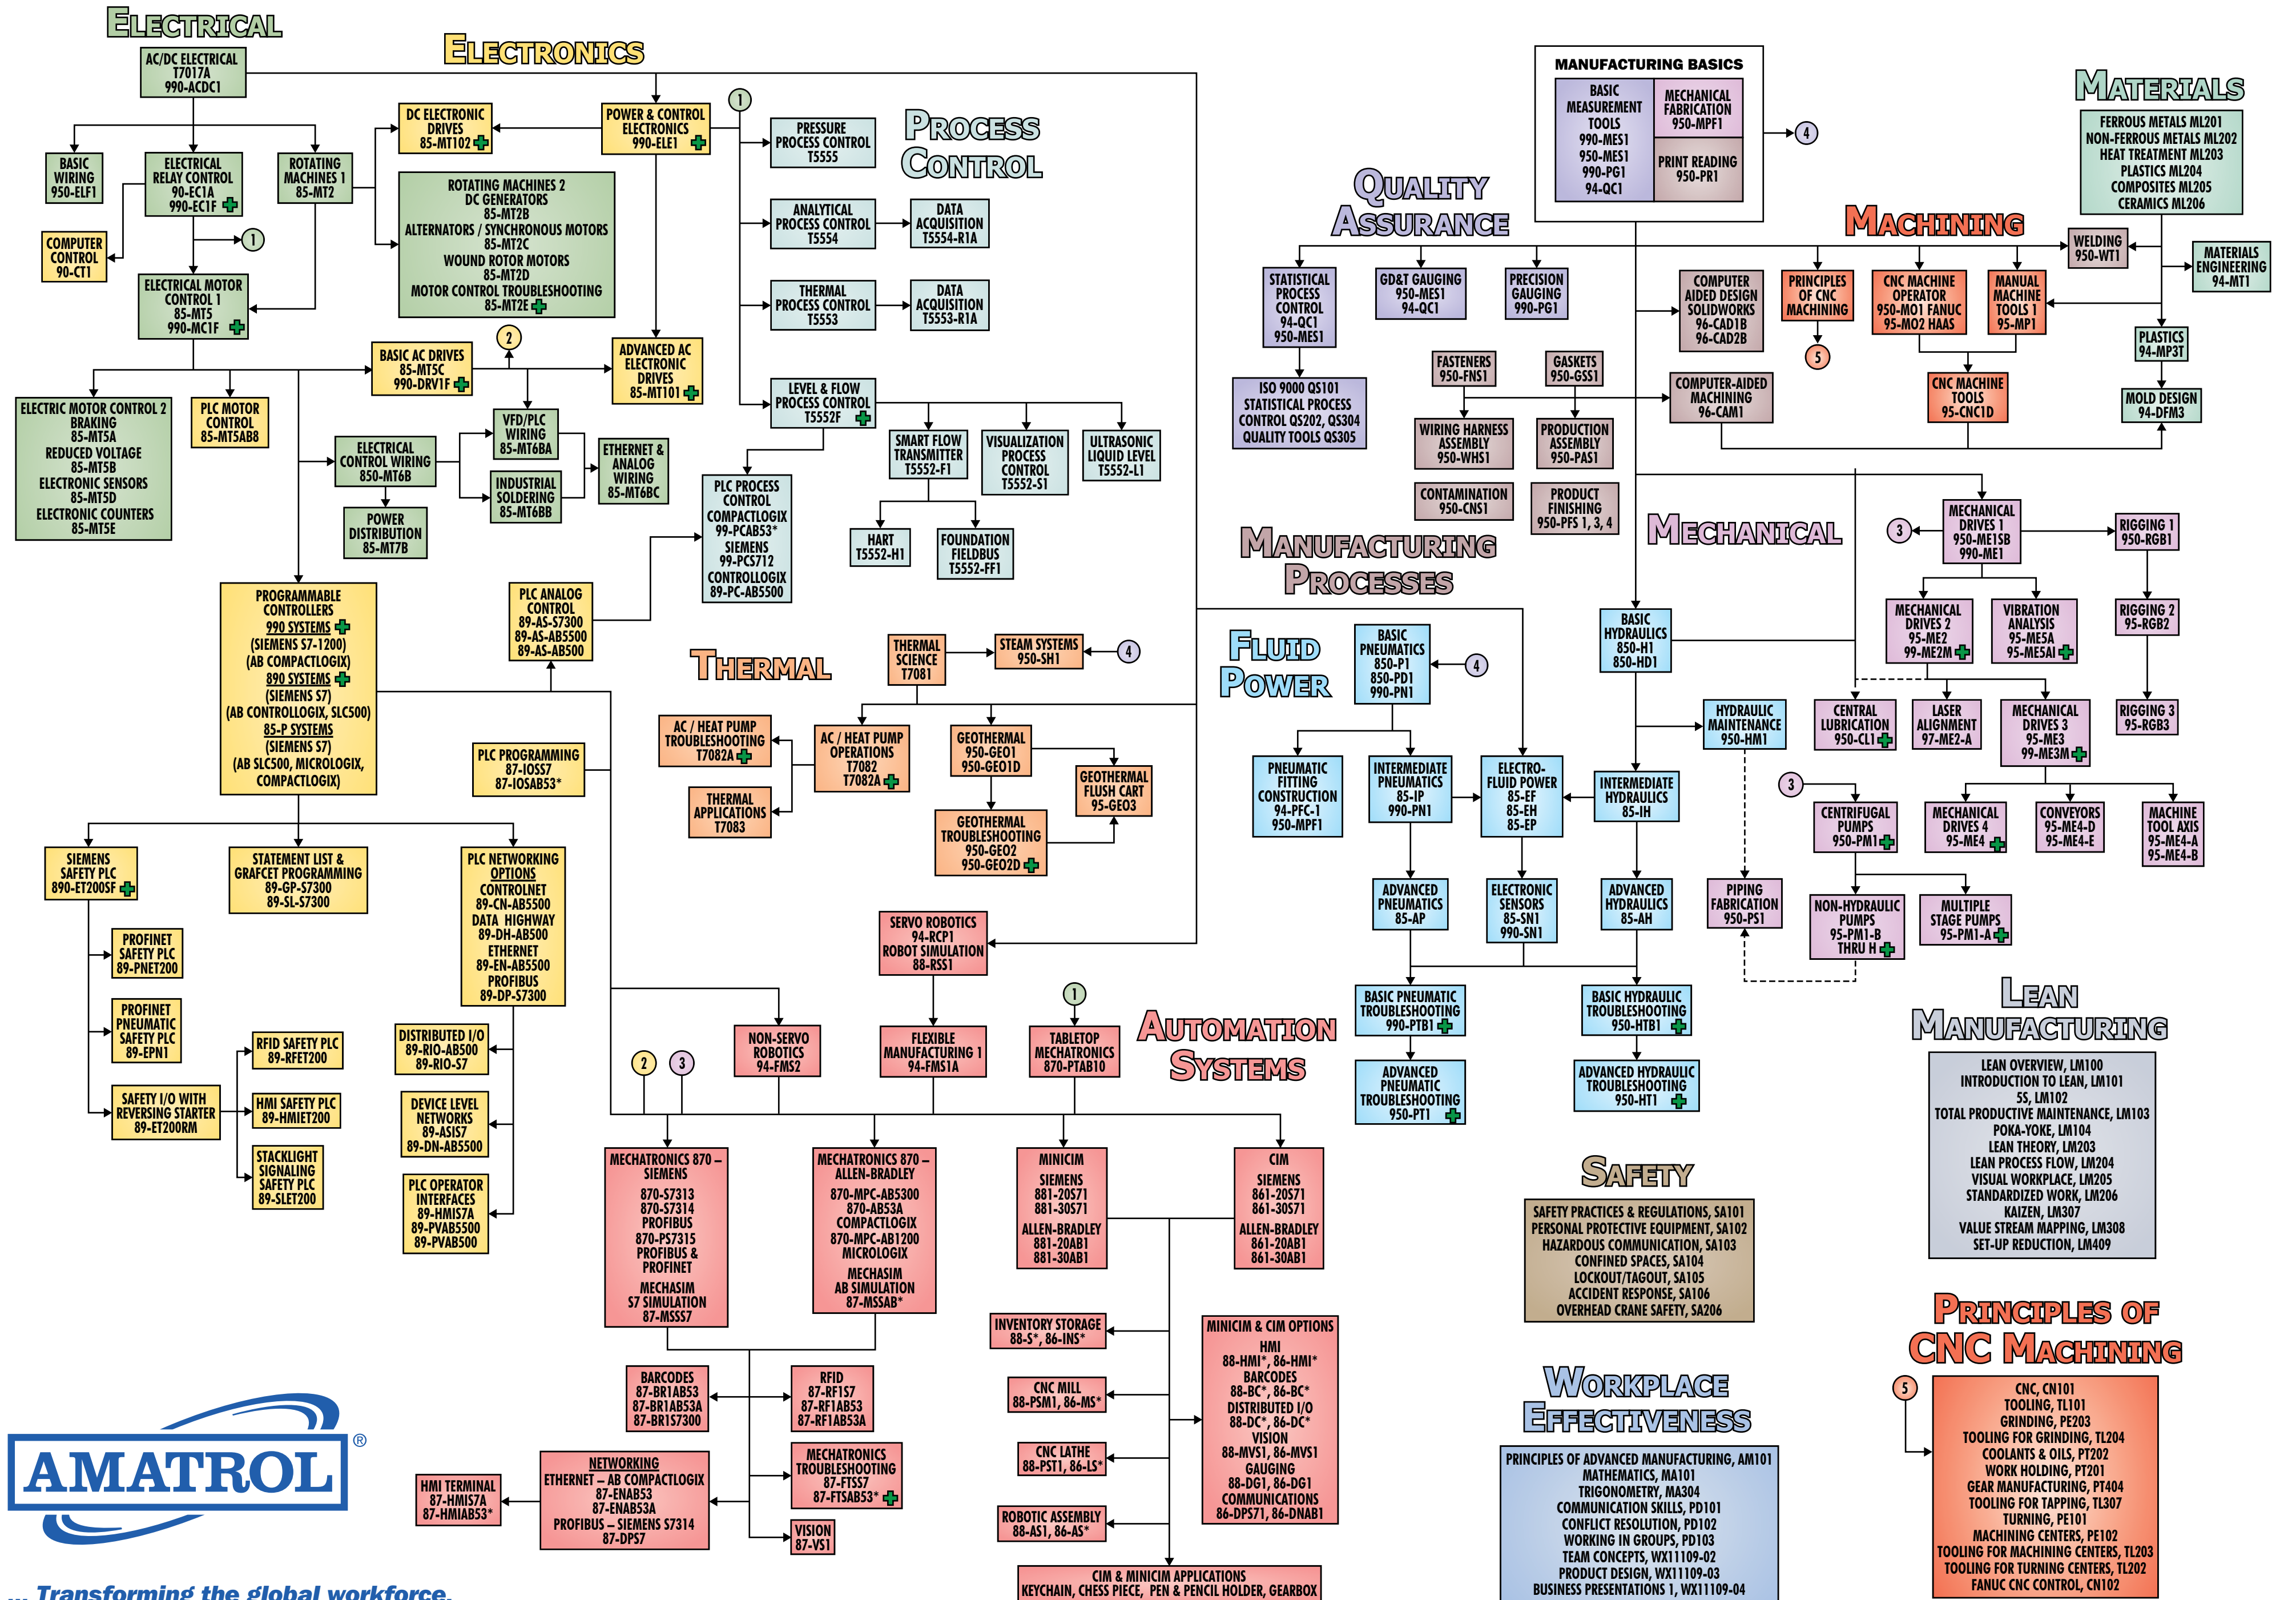 ELECTRICAL
AC/DC ELECTRICAL
T7017A
990-ACDC1
BASIC
WIRING
950-ELF1
ELECTRICAL
RELAY CONTROL
90-EC1A
990-EC1F
ROTATING
MACHINES 1
85-MT2
COMPUTER
CONTROL
90-CT1
1
ELECTRICAL MOTOR
CONTROL 1
85-MT5
990-MC1F
ELECTRONICS
DC ELECTRONIC
DRIVES
85-MT102
POWER & CONTROL
ELECTRONICS
990-ELE1
ROTATING MACHINES 2
DC GENERATORS
85-MT2B
ALTERNATORS / SYNCHRONOUS MOTORS
85-MT2C
WOUND ROTOR MOTORS
85-MT2D
MOTOR CONTROL TROUBLESHOOTING
85-MT2E
2
BASIC AC DRIVES
85-MT5C
990-DRV1F
ADVANCED AC
ELECTRONIC
DRIVES
85-MT101
ELECTRIC MOTOR CONTROL 2
BRAKING
85-MT5A
REDUCED VOLTAGE
85-MT5B
ELECTRONIC SENSORS
85-MT5D
ELECTRONIC COUNTERS
85-MT5E
PLC MOTOR
CONTROL
85-MT5AB8
ELECTRICAL
CONTROL WIRING
850-MT6B
POWER
DISTRIBUTION
85-MT7B
VFD/PLC
WIRING
85-MT6BA
INDUSTRIAL
SOLDERING
85-MT6BB
ETHERNET &
ANALOG
WIRING
85-MT6BC
1
PROCESS
CONTROL
PRESSURE
PROCESS CONTROL
T5555
ANALYTICAL
PROCESS CONTROL
T5554
DATA
ACQUISITION
T5554-R1A
THERMAL
PROCESS CONTROL
T5553
DATA
ACQUISITION
T5553-R1A
LEVEL & FLOW
PROCESS CONTROL
T5552F
SMART FLOW
TRANSMITTER
T5552-F1
VISUALIZATION
PROCESS
CONTROL
T5552-S1
ULTRASONIC
LIQUID LEVEL
T5552-L1
HART
T5552-H1
FOUNDATION
FIELDBUS
T5552-FF1
PLC PROCESS
CONTROL
COMPACTLOGIX
99-PCAB53*
SIEMENS
99-PCS712
CONTROLLOGIX
89-PC-AB5500
PROGRAMMABLE
CONTROLLERS
990 SYSTEMS
(SIEMENS S7-1200)
(AB COMPACTLOGIX)
890 SYSTEMS
(SIEMENS S7)
(AB CONTROLLOGIX, SLC500)
85-P SYSTEMS
(SIEMENS S7)
(AB SLC500, MICROLOGIX,
COMPACTLOGIX)
PLC ANALOG
CONTROL
89-AS-S7300
89-AS-AB5500
89-AS-AB500
PLC PROGRAMMING
87-IOSS7
87-IOSAB53*
SIEMENS
SAFETY PLC
890-ET200SF
STATEMENT LIST &
GRAFCET PROGRAMMING
89-GP-S7300
89-SL-S7300
PLC NETWORKING
OPTIONS
CONTROLNET
89-CN-AB5500
DATA HIGHWAY
89-DH-AB500
ETHERNET
89-EN-AB5500
PROFIBUS
89-DP-S7300
PROFINET
SAFETY PLC
89-PNET200
PROFINET
PNEUMATIC
SAFETY PLC
89-EPN1
SAFETY I/O WITH
REVERSING STARTER
89-ET200RM
RFID SAFETY PLC
89-RFET200
HMI SAFETY PLC
89-HMIET200
STACKLIGHT
SIGNALING
SAFETY PLC
89-SLET200
DISTRIBUTED I/O
89-RIO-AB500
89-RIO-S7
DEVICE LEVEL
NETWORKS
89-ASIS7
89-DN-AB5500
PLC OPERATOR
INTERFACES
89-HMIS7A
89-PVAB5500
89-PVAB500
THERMAL
THERMAL
SCIENCE
T7081
STEAM SYSTEMS
950-SH1
4
AC / HEAT PUMP
TROUBLESHOOTING
T7082A
AC / HEAT PUMP
OPERATIONS
T7082
T7082A
THERMAL
APPLICATIONS
T7083
GEOTHERMAL
950-GEO1
950-GEO1D
GEOTHERMAL
FLUSH CART
95-GEO3
GEOTHERMAL
TROUBLESHOOTING
950-GEO2
950-GEO2D
AUTOMATION
SYSTEMS
SERVO ROBOTICS
94-RCP1
ROBOT SIMULATION
88-RSS1
2
3
NON-SERVO
ROBOTICS
94-FMS2
FLEXIBLE
MANUFACTURING 1
94-FMS1A
1
TABLETOP
MECHATRONICS
870-PTAB10
MECHATRONICS 870 –
SIEMENS
870-S7313
870-S7314
PROFIBUS
870-PS7315
PROFIBUS &
PROFINET
MECHASIM
S7 SIMULATION
87-MSSS7
MECHATRONICS 870 –
ALLEN-BRADLEY
870-MPC-AB5300
870-AB53A
COMPACTLOGIX
870-MPC-AB1200
MICROLOGIX
MECHASIM
AB SIMULATION
87-MSSAB*
MINICIM
SIEMENS
881-20S71
881-30S71
ALLEN-BRADLEY
881-20AB1
881-30AB1
CIM
SIEMENS
861-20S71
861-30S71
ALLEN-BRADLEY
861-20AB1
861-30AB1
BARCODES
87-BR1AB53
87-BR1AB53A
87-BR1S7300
RFID
87-RF1S7
87-RF1AB53
87-RF1AB53A
HMI TERMINAL
87-HMIS7A
87-HMIAB53*
NETWORKING
ETHERNET – AB COMPACTLOGIX
87-ENAB53
87-ENAB53A
PROFIBUS – SIEMENS S7314
87-DPS7
MECHATRONICS
TROUBLESHOOTING
87-FTSS7
87-FTSAB53*
VISION
87-VS1
INVENTORY STORAGE
88-S*, 86-INS*
CNC MILL
88-PSM1, 86-MS*
CNC LATHE
88-PST1, 86-LS*
ROBOTIC ASSEMBLY
88-AS1, 86-AS*
MINICIM & CIM OPTIONS
HMI
88-HMI*, 86-HMI*
BARCODES
88-BC*, 86-BC*
DISTRIBUTED I/O
88-DC*, 86-DC*
VISION
88-MVS1, 86-MVS1
GAUGING
88-DG1, 86-DG1
COMMUNICATIONS
86-DPS71, 86-DNAB1
CIM & MINICIM APPLICATIONS
KEYCHAIN, CHESS PIECE, PEN & PENCIL HOLDER, GEARBOX
MANUFACTURING BASICS
BASIC
MEASUREMENT
TOOLS
990-MES1
950-MES1
990-PG1
94-QC1
MECHANICAL
FABRICATION
950-MPF1
PRINT READING
950-PR1
4
QUALITY
ASSURANCE
STATISTICAL
PROCESS
CONTROL
94-QC1
950-MES1
GD&T GAUGING
950-MES1
94-QC1
PRECISION
GAUGING
990-PG1
ISO 9000 QS101
STATISTICAL PROCESS
CONTROL QS202, QS304
QUALITY TOOLS QS305
MATERIALS
FERROUS METALS ML201
NON-FERROUS METALS ML202
HEAT TREATMENT ML203
PLASTICS ML204
COMPOSITES ML205
CERAMICS ML206
WELDING
950-WT1
MATERIALS
ENGINEERING
94-MT1
PLASTICS
94-MP3T
MOLD DESIGN
94-DFM3
MACHINING
COMPUTER
AIDED DESIGN
SOLIDWORKS
96-CAD1B
96-CAD2B
PRINCIPLES
OF CNC
MACHINING
5
CNC MACHINE
OPERATOR
950-MO1 FANUC
95-MO2 HAAS
MANUAL
MACHINE
TOOLS 1
95-MP1
COMPUTER-AIDED
MACHINING
96-CAM1
CNC MACHINE
TOOLS
95-CNC1D
FASTENERS
950-FNS1
GASKETS
950-GSS1
WIRING HARNESS
ASSEMBLY
950-WHS1
PRODUCTION
ASSEMBLY
950-PAS1
CONTAMINATION
950-CNS1
PRODUCT
FINISHING
950-PFS 1, 3, 4
MANUFACTURING
PROCESSES
MECHANICAL
3
MECHANICAL
DRIVES 1
950-ME1SB
990-ME1
RIGGING 1
950-RGB1
MECHANICAL
DRIVES 2
95-ME2
99-ME2M
VIBRATION
ANALYSIS
95-ME5A
95-ME5AI
RIGGING 2
95-RGB2
CENTRAL
LUBRICATION
950-CL1
LASER
ALIGNMENT
97-ME2-A
MECHANICAL
DRIVES 3
95-ME3
99-ME3M
RIGGING 3
95-RGB3
3
CENTRIFUGAL
PUMPS
950-PM1
MECHANICAL
DRIVES 4
95-ME4
CONVEYORS
95-ME4-D
95-ME4-E
MACHINE
TOOL AXIS
95-ME4-A
95-ME4-B
PIPING
FABRICATION
950-PS1
NON-HYDRAULIC
PUMPS
95-PM1-B
THRU H
MULTIPLE
STAGE PUMPS
95-PM1-A
FLUID
POWER
BASIC
PNEUMATICS
850-P1
850-PD1
990-PN1
4
BASIC
HYDRAULICS
850-H1
850-HD1
HYDRAULIC
MAINTENANCE
950-HM1
PNEUMATIC
FITTING
CONSTRUCTION
94-PFC-1
950-MPF1
INTERMEDIATE
PNEUMATICS
85-IP
990-PN1
ELECTRO-
FLUID POWER
85-EF
85-EH
85-EP
INTERMEDIATE
HYDRAULICS
85-IH
ADVANCED
PNEUMATICS
85-AP
ELECTRONIC
SENSORS
85-SN1
990-SN1
ADVANCED
HYDRAULICS
85-AH
BASIC PNEUMATIC
TROUBLESHOOTING
990-PTB1
BASIC HYDRAULIC
TROUBLESHOOTING
950-HTB1
ADVANCED
PNEUMATIC
TROUBLESHOOTING
950-PT1
ADVANCED HYDRAULIC
TROUBLESHOOTING
950-HT1
SAFETY
SAFETY PRACTICES & REGULATIONS, SA101
PERSONAL PROTECTIVE EQUIPMENT, SA102
HAZARDOUS COMMUNICATION, SA103
CONFINED SPACES, SA104
LOCKOUT/TAGOUT, SA105
ACCIDENT RESPONSE, SA106
OVERHEAD CRANE SAFETY, SA206
WORKPLACE
EFFECTIVENESS
PRINCIPLES OF ADVANCED MANUFACTURING, AM101
MATHEMATICS, MA101
TRIGONOMETRY, MA304
COMMUNICATION SKILLS, PD101
CONFLICT RESOLUTION, PD102
WORKING IN GROUPS, PD103
TEAM CONCEPTS, WX11109-02
PRODUCT DESIGN, WX11109-03
BUSINESS PRESENTATIONS 1, WX11109-04
LEAN
MANUFACTURING
LEAN OVERVIEW, LM100
INTRODUCTION TO LEAN, LM101
5S, LM102
TOTAL PRODUCTIVE MAINTENANCE, LM103
POKA-YOKE, LM104
LEAN THEORY, LM203
LEAN PROCESS FLOW, LM204
VISUAL WORKPLACE, LM205
STANDARDIZED WORK, LM206
KAIZEN, LM307
VALUE STREAM MAPPING, LM308
SET-UP REDUCTION, LM409
PRINCIPLES OF
CNC MACHINING
5
CNC, CN101
TOOLING, TL101
GRINDING, PE203
TOOLING FOR GRINDING, TL204
COOLANTS & OILS, PT202
WORK HOLDING, PT201
GEAR MANUFACTURING, PT404
TOOLING FOR TAPPING, TL307
TURNING, PE101
MACHINING CENTERS, PE102
TOOLING FOR MACHINING CENTERS, TL203
TOOLING FOR TURNING CENTERS, TL202
FANUC CNC CONTROL, CN102
AMATROL®
... Transforming the global workforce.